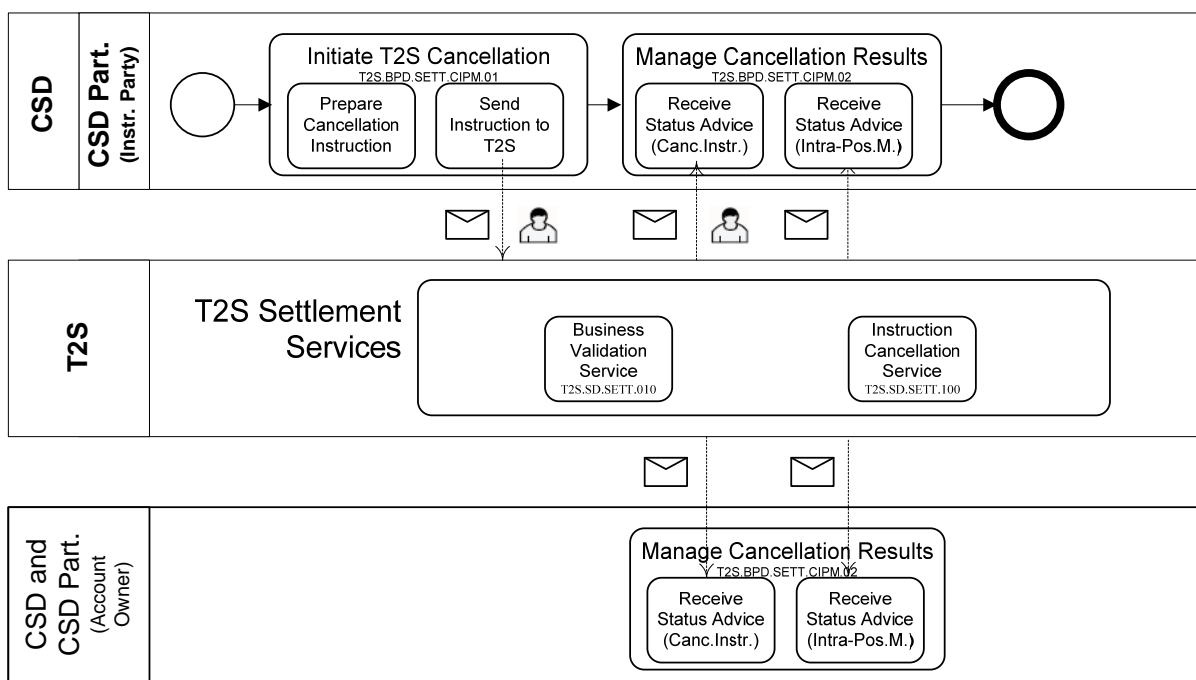 CSD
CSD Part.
(Instr. Party)
Initiate T2S Cancellation
T2S.BPD.SETT.CIPM.01
Prepare
Cancellation
Instruction
Send
Instruction to
T2S
Manage Cancellation Results
T2S.BPD.SETT.CIPM.02
Receive
Status Advice
(Canc.Instr.)
Receive
Status Advice
(Intra-Pos.M.)
T2S
T2S Settlement
Services
Business
Validation
Service
T2S.SD.SETT.010
Instruction
Cancellation
Service
T2S.SD.SETT.100
CSD and
CSD Part.
(Account
Owner)
Manage Cancellation Results
T2S.BPD.SETT.CIPM.02
Receive
Status Advice
(Canc.Instr.)
Receive
Status Advice
(Intra-Pos.M.)